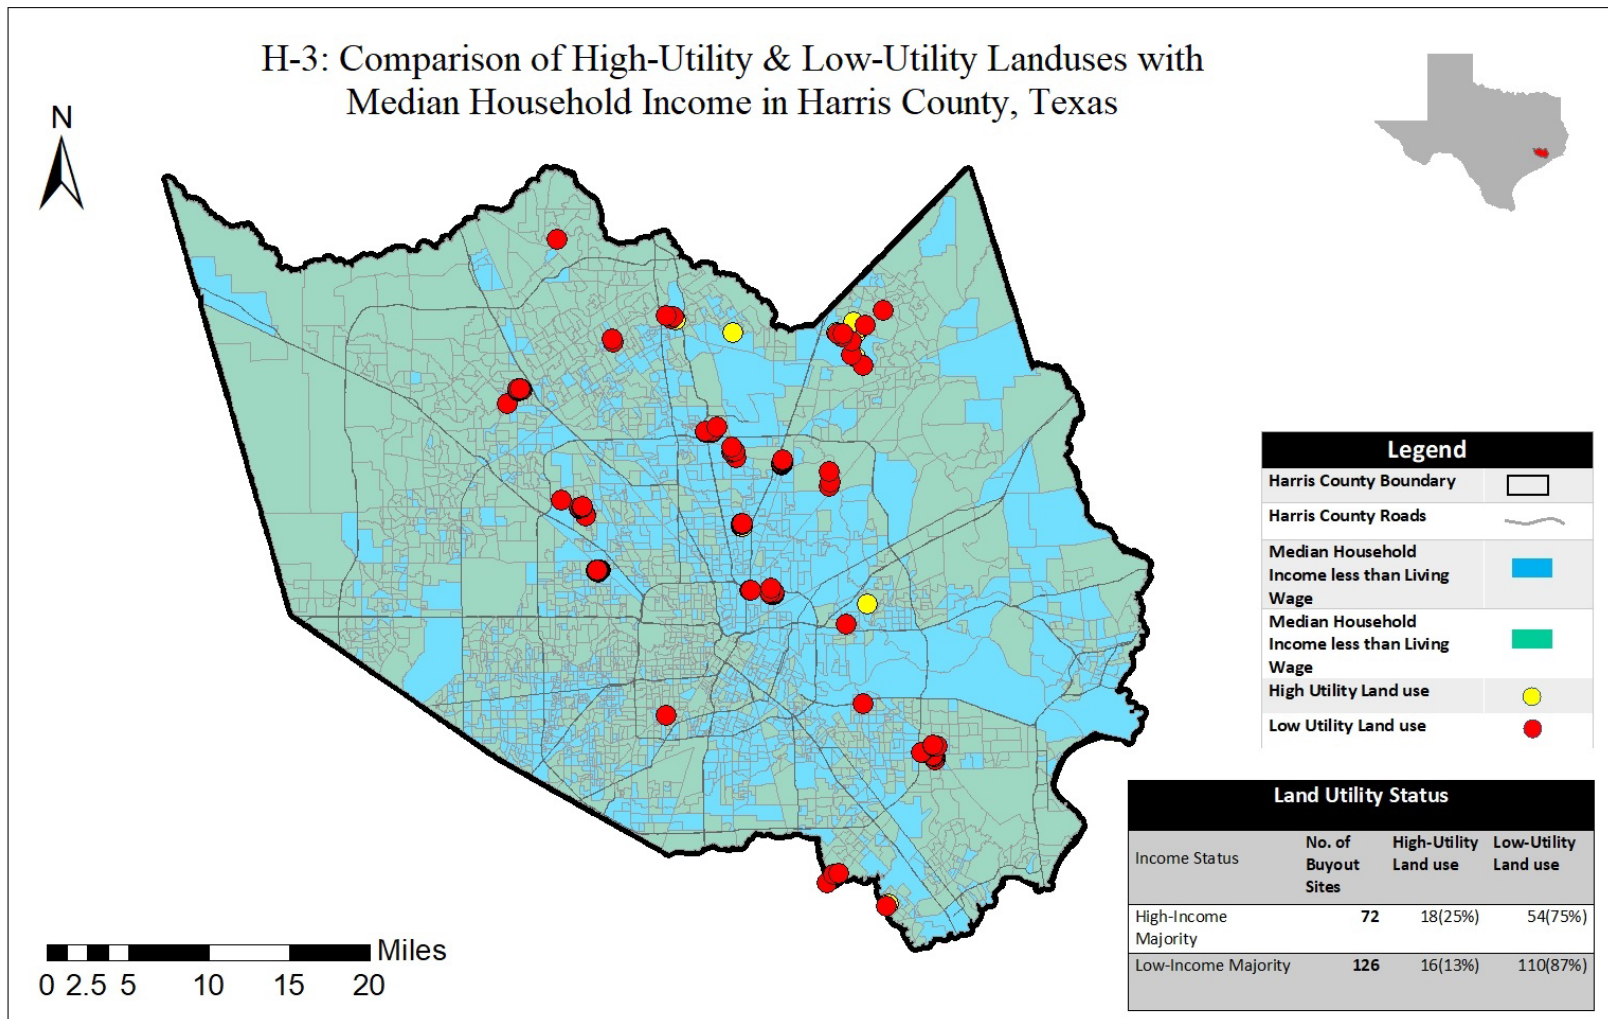 H-3: Comparison of High-Utility & Low-Utility Landuses with
Median Household Income in Harris County, Texas
N
Legend
Harris County Boundary
Harris County Roads
Median Household
Income less than Living
Wage
Median Household
Income less than Living
Wage
High Utility Land use
Low Utility Land use
Land Utility Status
Income Status No. of Buyout Sites High-Utility Land use Low-Utility Land use
High-Income Majority 72 18(25%) 54(75%)
Low-Income Majority 126 16(13%) 110(87%)
Miles
0 2.5 5 10 15 20